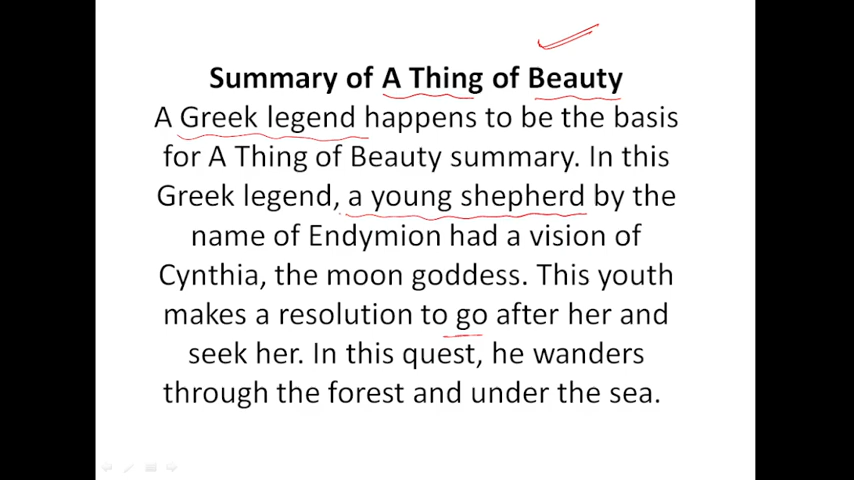 Summary of A Thing of Beauty
A Greek legend happens to be the basis
for A Thing of Beauty summary. In this
Greek legend, a young shepherd by the
name of Endymion had a vision of
Cynthia, the moon goddess. This youth
makes a resolution to go after her and
seek her. In this quest, he wanders
through the forest and under the sea.